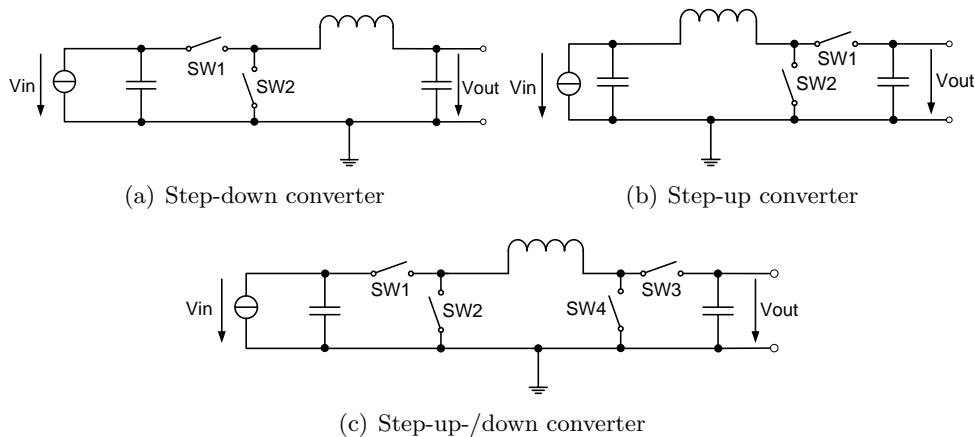 Vin
SW1
SW2
Vout
(a) Step-down converter
Vin
SW1
SW2
Vout
(b) Step-up converter
Vin
SW1
SW2
SW4
SW3
Vout
(c) Step-up-/down converter